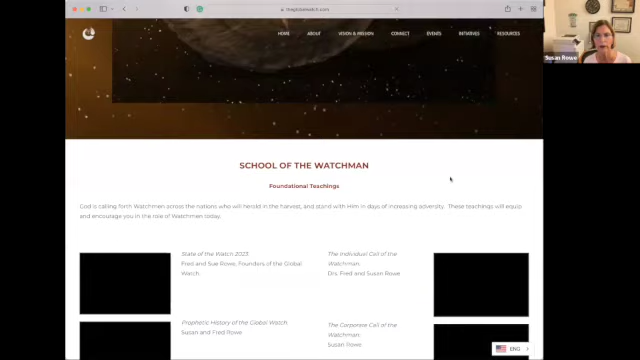 theglobalwatch.com
HOME ABOUT VISION & MISSION CONNECT EVENTS INITIATIVES RESOURCES
Susan Rowe
SCHOOL OF THE WATCHMAN
Foundational Teachings
God is calling forth Watchmen across the nations who will herald in the harvest, and stand with Him in days of increasing adversity. These teachings will equip
and encourage you in the role of Watchmen today.
State of the Watch 2023.
Fred and Sue Rowe, Founders of the Global
Watch.
The Individual Call of the
Watchman.
Drs. Fred and Susan Rowe
Prophetic History of the Global Watch.
Susan and Fred Rowe
The Corporate Call of the
Watchman.
Susan Rowe
ENG